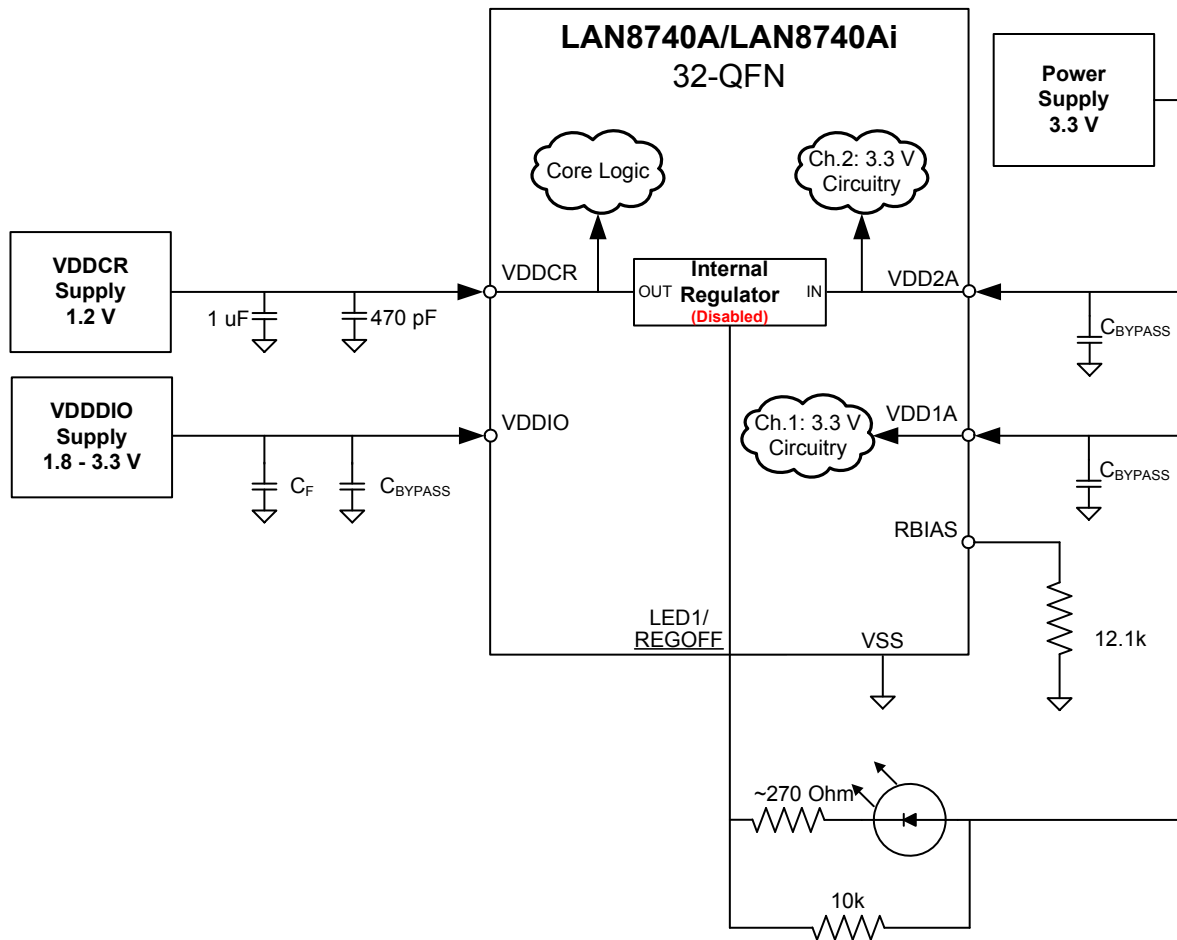 LAN8740A/LAN8740Ai
32-QFN
Power
Supply
3.3 V
Core Logic
Ch.2: 3.3 V
Circuitry
VDDCR
Supply
1.2 V
VDDCR
OUT
Internal
Regulator
(Disabled)
IN
VDD2A
1 uF
470 pF
CBYPASS
VDDDIO
Supply
1.8 - 3.3 V
VDDIO
Ch.1: 3.3 V
Circuitry
VDD1A
CF
CBYPASS
CBYPASS
RBIAS
LED1/
REGOFF
VSS
12.1k
~270 Ohm
10k